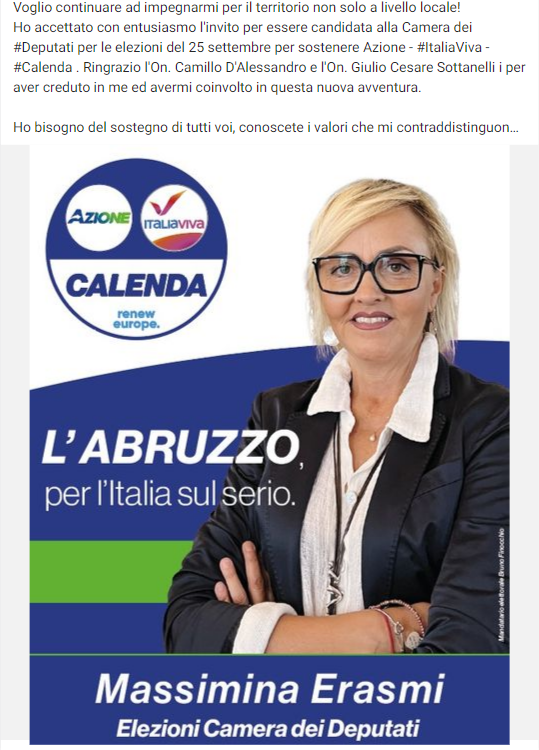 Voglio continuare ad impegnarmi per il territorio non solo a livello locale!
Ho accettato con entusiasmo l'invito per essere candidata alla Camera dei
#Deputati per le elezioni del 25 settembre per sostenere Azione - #ItaliaViva -
#Calenda . Ringrazio l'On. Camillo D'Alessandro e l'On. Giulio Cesare Sottanelli i per
aver creduto in me ed avermi coinvolto in questa nuova avventura.
Ho bisogno del sostegno di tutti voi, conoscete i valori che mi contraddistinguon...
AZIONE
ITALIAVIVA
CALENDA
renew
europe.
L'ABRUZZO,
per l'Italia sul serio.
Mandatario elettorale Bruno Finocchio
Massimina Erasmi
Elezioni Camera dei Deputati